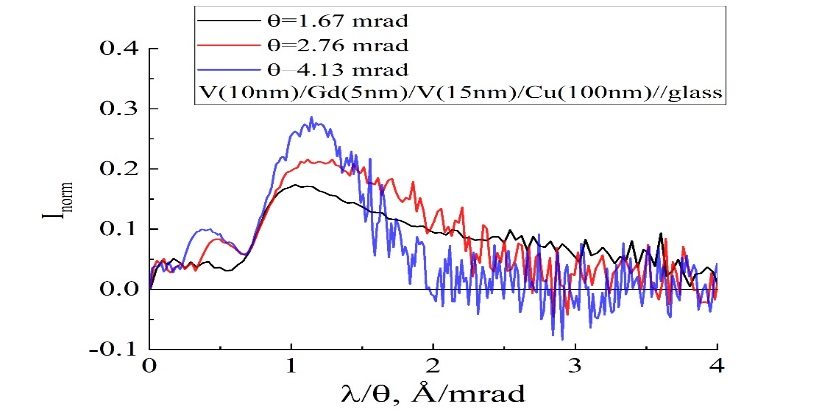 θ=1.67 mrad
θ=2.76 mrad
θ–4.13 mrad
V(10nm)/Gd(5nm)/V(15nm)/Cu(100nm)//glass
0.4
0.3
0.2
0.1
0.0
-0.1
I_norm
0 1 2 3 4
λ/θ, Å/mrad